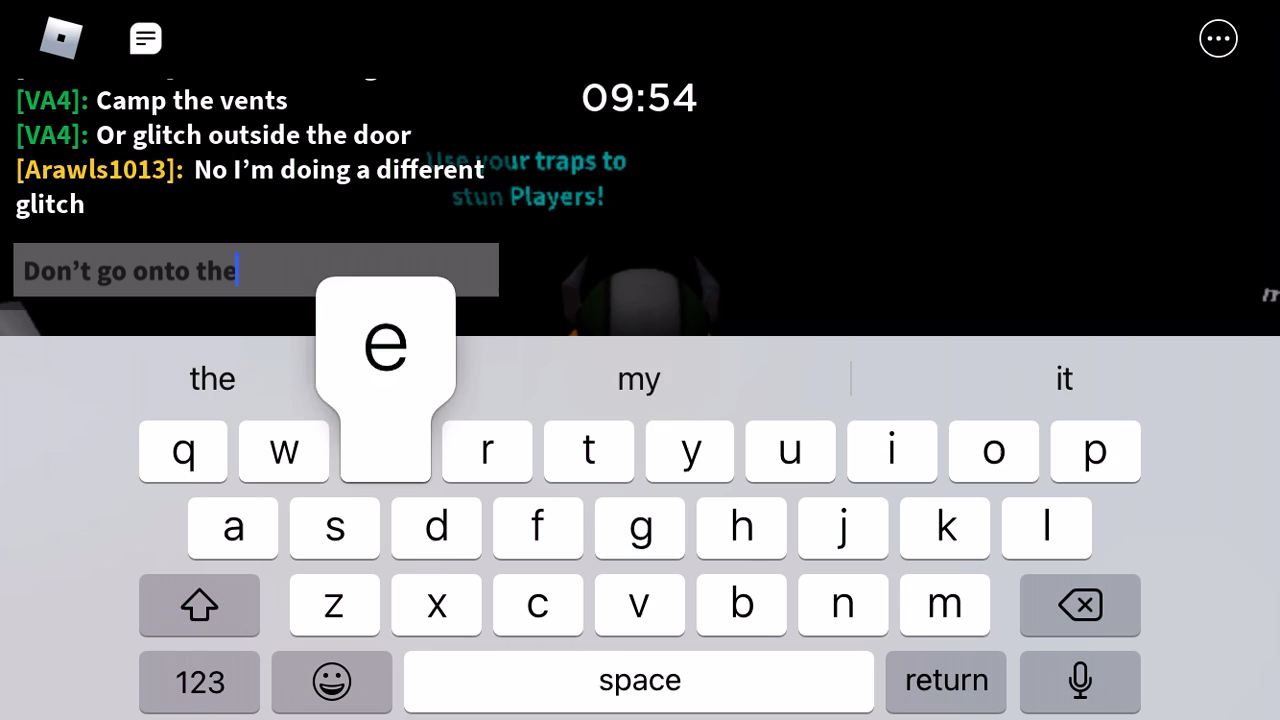 [VA4]: Camp the vents
09:54
[VA4]: Or glitch outside the door
[Arawls1013]: No I’m doing a different
glitch
Use your traps to
stun Players!
Don’t go onto the
e
the my it
q w r t y u i o p
a s d f g h j k l
z x c v b n m
123 space return